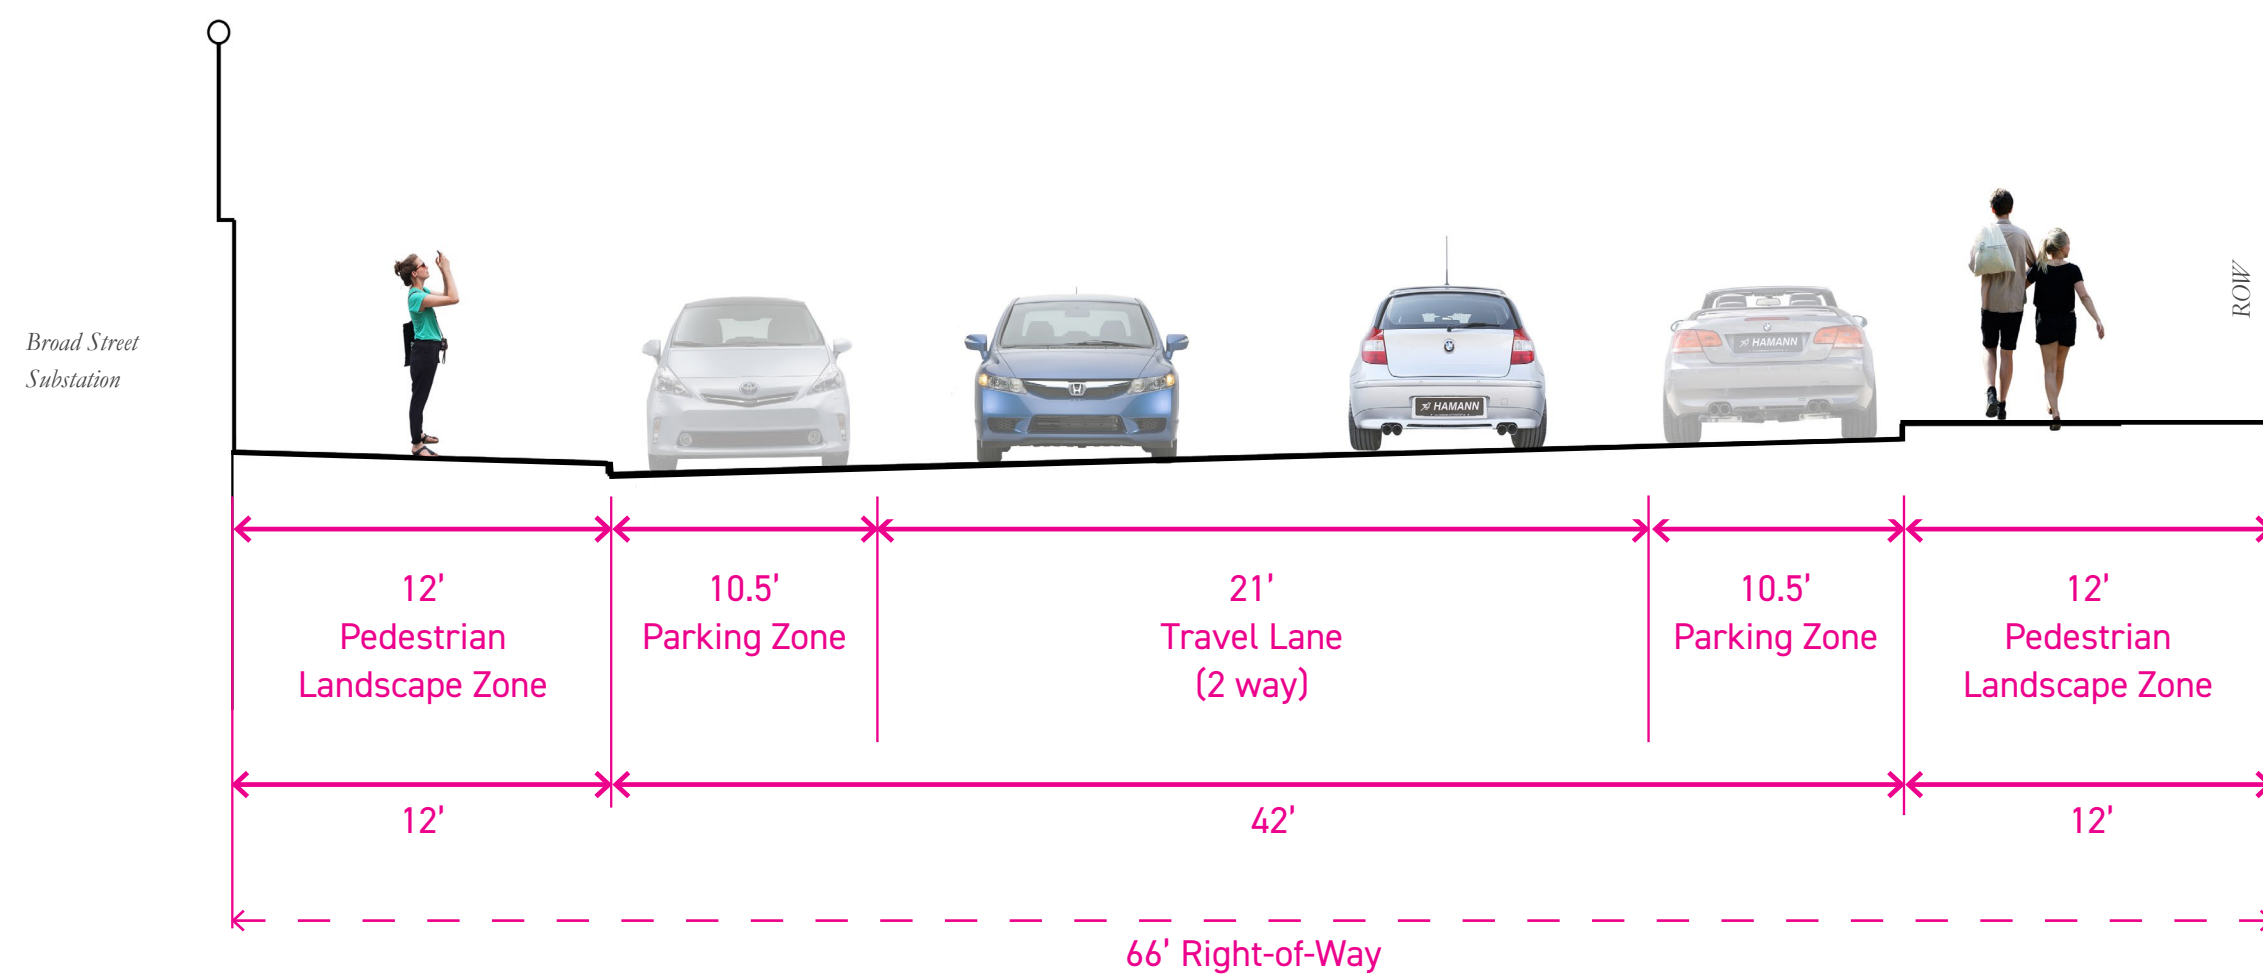 Broad Street
Substation
HAMANN
HAMANN
ROW
12’
Pedestrian
Landscape Zone
10.5’
Parking Zone
21’
Travel Lane
(2 way)
10.5’
Parking Zone
12’
Pedestrian
Landscape Zone
12’
42’
12’
66’ Right-of-Way